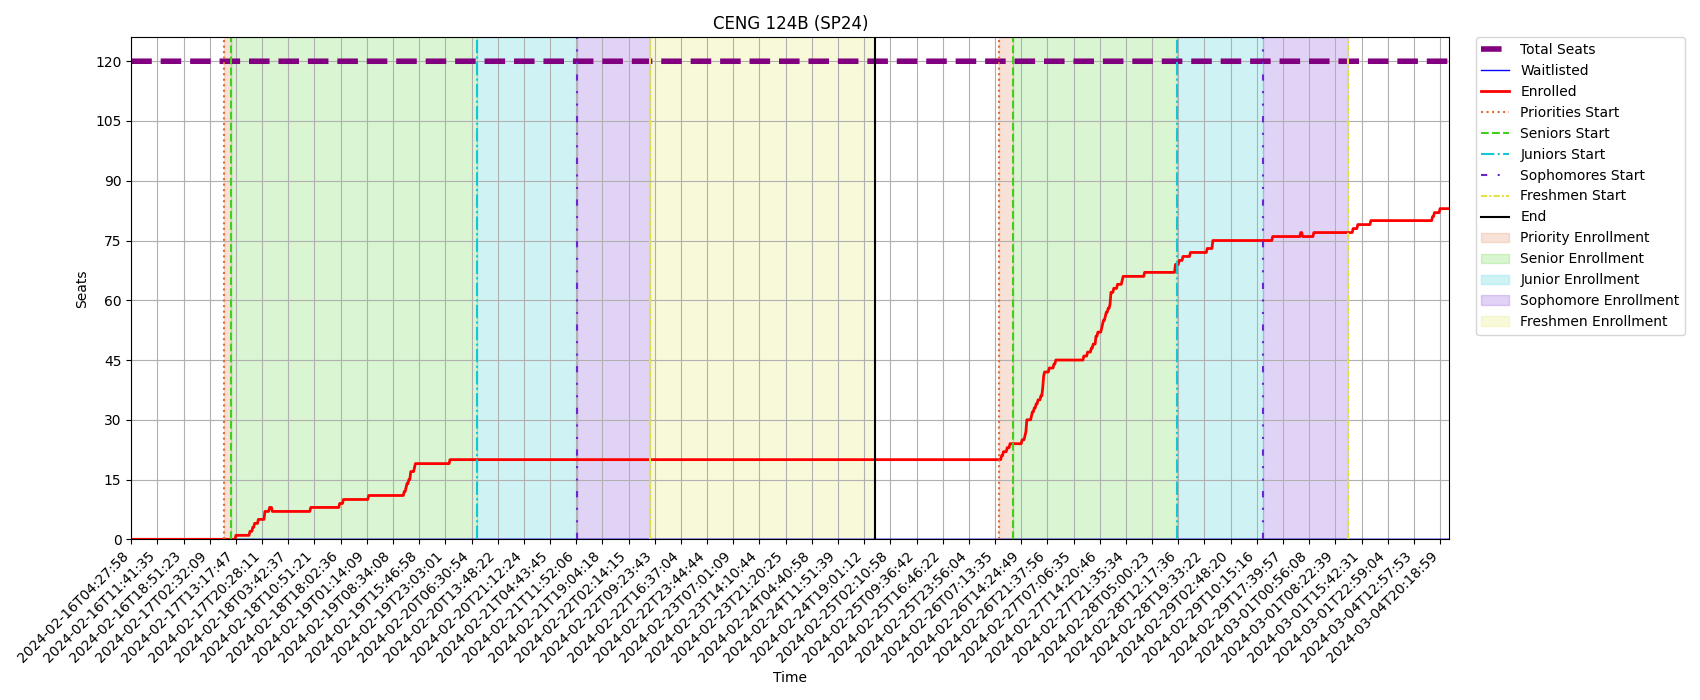 CENG 124B (SP24)
Seats
120
105
90
75
60
45
30
15
0
2024-02-16T04:27:58
2024-02-16T11:41:35
2024-02-16T18:51:23
2024-02-17T02:32:09
2024-02-17T13:17:47
2024-02-17T20:28:11
2024-02-18T03:42:37
2024-02-18T10:51:21
2024-02-18T18:02:36
2024-02-19T01:14:09
2024-02-19T08:34:08
2024-02-19T15:46:58
2024-02-19T23:03:01
2024-02-20T06:30:54
2024-02-20T13:48:22
2024-02-20T21:12:24
2024-02-21T04:43:45
2024-02-21T11:52:06
2024-02-21T19:04:18
2024-02-22T02:14:15
2024-02-22T09:23:43
2024-02-22T16:37:04
2024-02-22T23:44:44
2024-02-23T07:01:09
2024-02-23T14:10:44
2024-02-23T21:20:25
2024-02-24T04:40:58
2024-02-24T11:51:39
2024-02-24T19:01:12
2024-02-25T02:10:58
2024-02-25T09:36:42
2024-02-25T16:46:22
2024-02-25T23:56:04
2024-02-26T07:13:35
2024-02-26T14:24:49
2024-02-26T21:37:56
2024-02-27T07:06:35
2024-02-27T14:20:46
2024-02-27T21:35:34
2024-02-28T05:00:23
2024-02-28T12:17:36
2024-02-28T19:33:22
2024-02-29T02:48:20
2024-02-29T10:15:16
2024-02-29T17:39:57
2024-03-01T00:56:08
2024-03-01T08:22:39
2024-03-01T15:42:31
2024-03-01T22:59:04
2024-03-04T12:57:53
2024-03-04T20:18:59
Time
Total Seats
Waitlisted
Enrolled
Priorities Start
Seniors Start
Juniors Start
Sophomores Start
Freshmen Start
End
Priority Enrollment
Senior Enrollment
Junior Enrollment
Sophomore Enrollment
Freshmen Enrollment